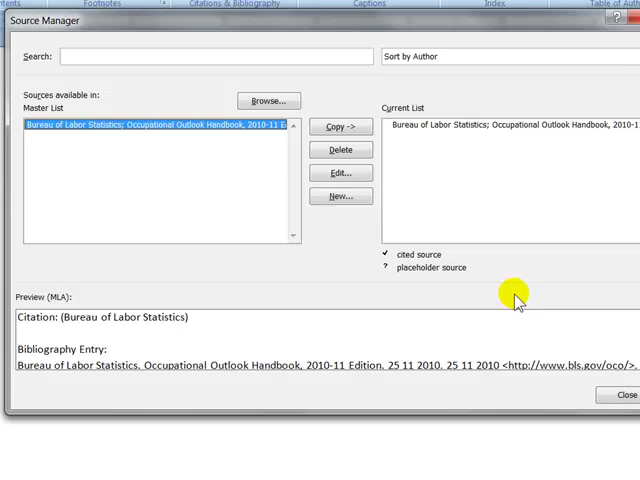 Footnotes
Citations & Bibliography
Captions
Index
Table of Auth
Source Manager
?
Search:
Sort by Author
Sources available in:
Master List
Browse...
Current List
Bureau of Labor Statistics; Occupational Outlook Handbook, 2010-11 E
Copy ->
Delete
Edit...
New...
Bureau of Labor Statistics; Occupational Outlook Handbook, 2010-1
cited source
? placeholder source
Preview (MLA):
Citation: (Bureau of Labor Statistics)
Bibliography Entry:
Bureau of Labor Statistics. Occupational Outlook Handbook, 2010-11 Edition. 25 11 2010. 25 11 2010 <http://www.bls.gov/oco/>.
Close